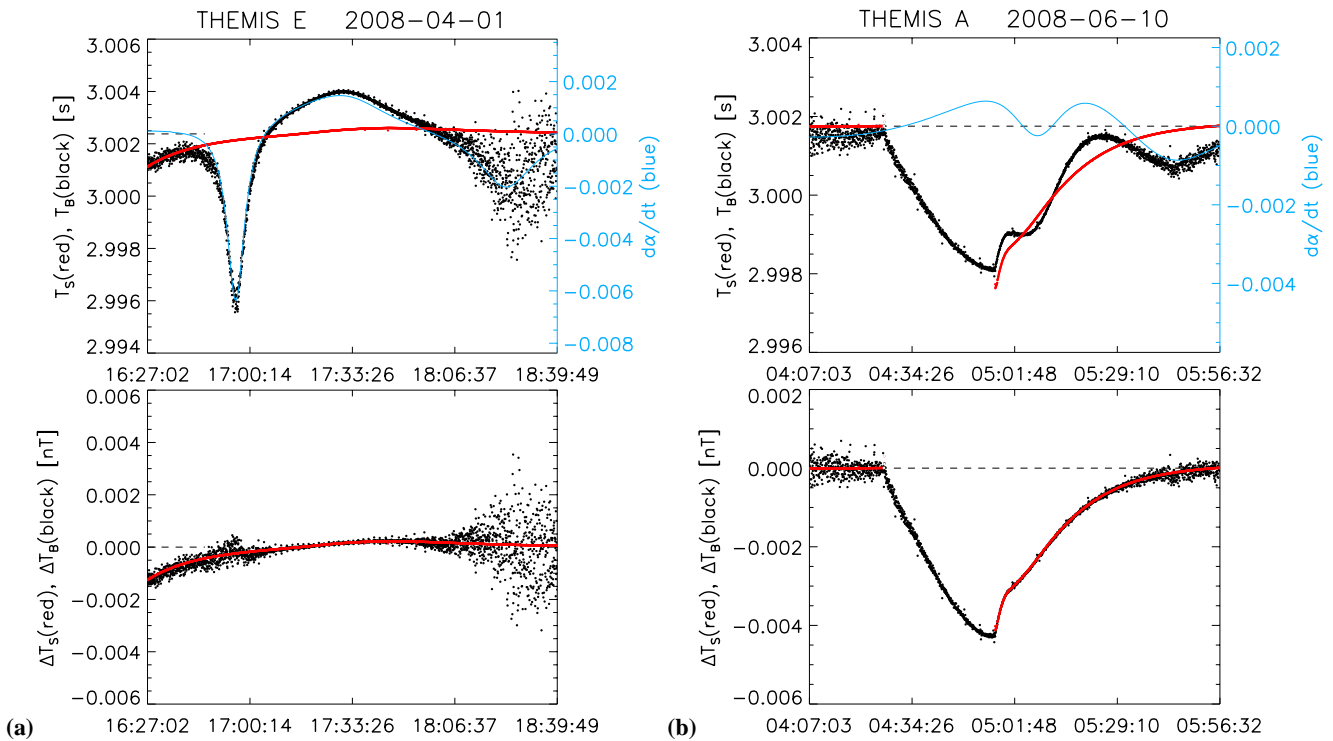 THEMIS E 2008-04-01
3.006
3.004
3.002
3.000
2.998
2.996
2.994
T_S(red), T_B(black) [s]
0.002
0.000
-0.002
-0.004
-0.006
-0.008
dα/dt (blue)
16:27:02 17:00:14 17:33:26 18:06:37 18:39:49
0.006
0.004
0.002
0.000
-0.002
-0.004
-0.006
ΔT_S(red), ΔT_B(black) [nT]
16:27:02 17:00:14 17:33:26 18:06:37 18:39:49
(a)
THEMIS A 2008-06-10
3.004
3.002
3.000
2.998
2.996
T_S(red), T_B(black) [s]
0.002
0.000
-0.002
-0.004
dα/dt (blue)
04:07:03 04:34:26 05:01:48 05:29:10 05:56:32
0.002
0.000
-0.002
-0.004
-0.006
ΔT_S(red), ΔT_B(black) [nT]
04:07:03 04:34:26 05:01:48 05:29:10 05:56:32
(b)